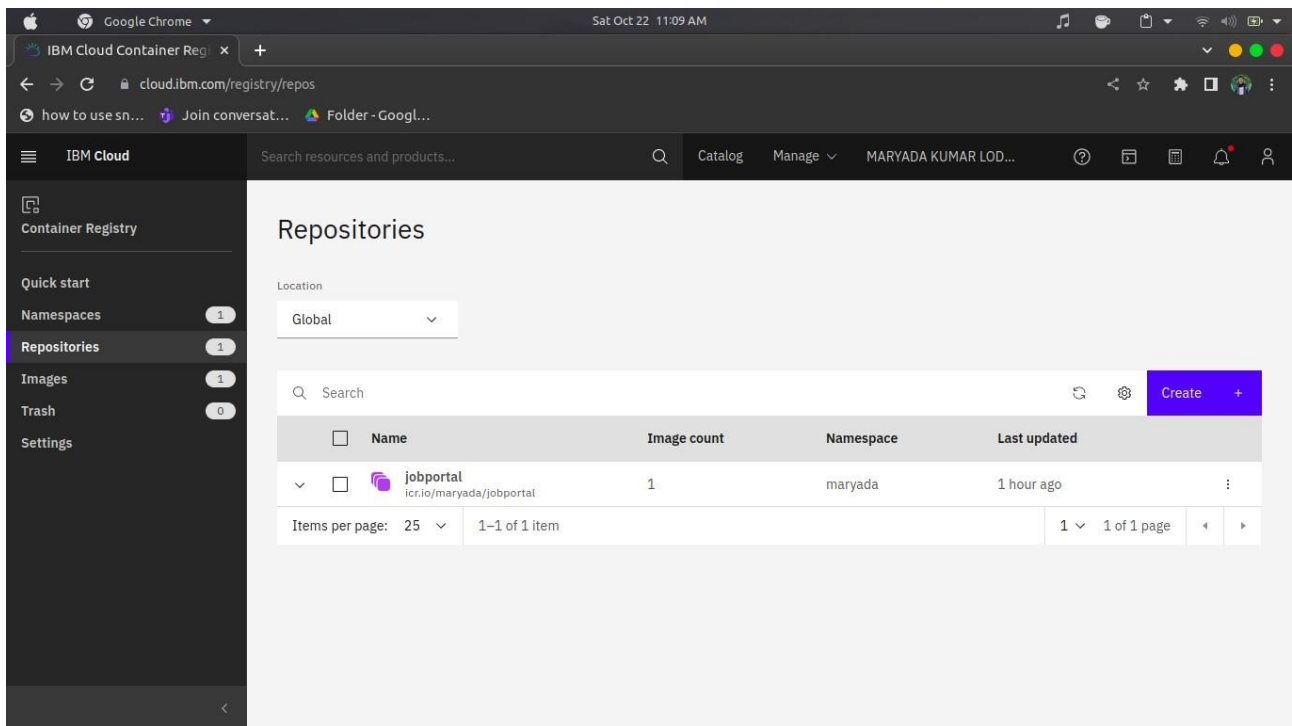 Google Chrome
Sat Oct 22 11:09 AM
IBM Cloud Container Reg
cloud.ibm.com/registry/repos
how to use sn... Join conversat... Folder - Googl...
IBM Cloud
Search resources and products...
Catalog Manage MARYADA KUMAR LOD...
Container Registry
Quick start
Namespaces 1
Repositories 1
Images 1
Trash 0
Settings
Repositories
Location
Global
Search
Create +
Name Image count Namespace Last updated
jobportal 1 maryada 1 hour ago
icr.io/maryada/jobportal
Items per page: 25 1–1 of 1 item 1 1 of 1 page